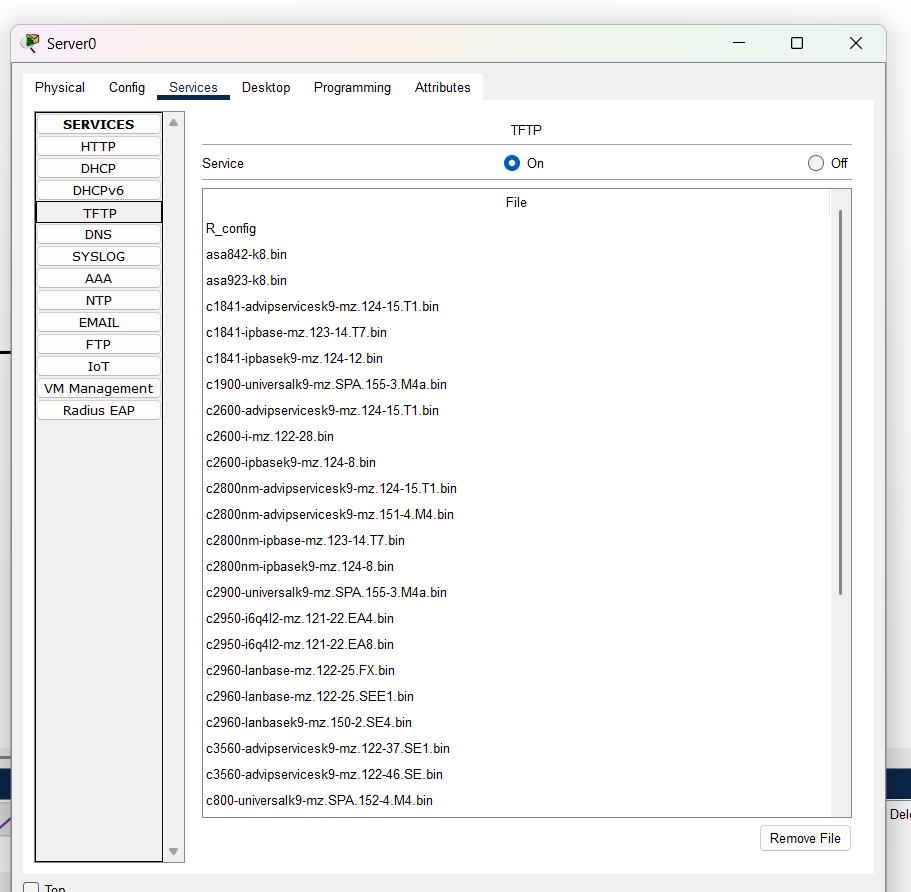 Server0
Physical Config Services Desktop Programming Attributes
SERVICES
HTTP
DHCP
DHCPv6
TFTP
DNS
SYSLOG
AAA
NTP
EMAIL
FTP
IoT
VM Management
Radius EAP
TFTP
Service On Off
File
R_config
asa842-k8.bin
asa923-k8.bin
c1841-advipservicesk9-mz.124-15.T1.bin
c1841-ipbase-mz.123-14.T7.bin
c1841-ipbasek9-mz.124-12.bin
c1900-universalk9-mz.SPA.155-3.M4a.bin
c2600-advipservicesk9-mz.124-15.T1.bin
c2600-i-mz.122-28.bin
c2600-ipbasek9-mz.124-8.bin
c2800nm-advipservicesk9-mz.124-15.T1.bin
c2800nm-advipservicesk9-mz.151-4.M4.bin
c2800nm-ipbase-mz.123-14.T7.bin
c2800nm-ipbasek9-mz.124-8.bin
c2900-universalk9-mz.SPA.155-3.M4a.bin
c2950-i6q4l2-mz.121-22.EA4.bin
c2950-i6q4l2-mz.121-22.EA8.bin
c2960-lanbase-mz.122-25.FX.bin
c2960-lanbase-mz.122-25.SEE1.bin
c2960-lanbasek9-mz.150-2.SE4.bin
c3560-advipservicesk9-mz.122-37.SE1.bin
c3560-advipservicesk9-mz.122-46.SE.bin
c800-universalk9-mz.SPA.152-4.M4.bin
Remove File
Top